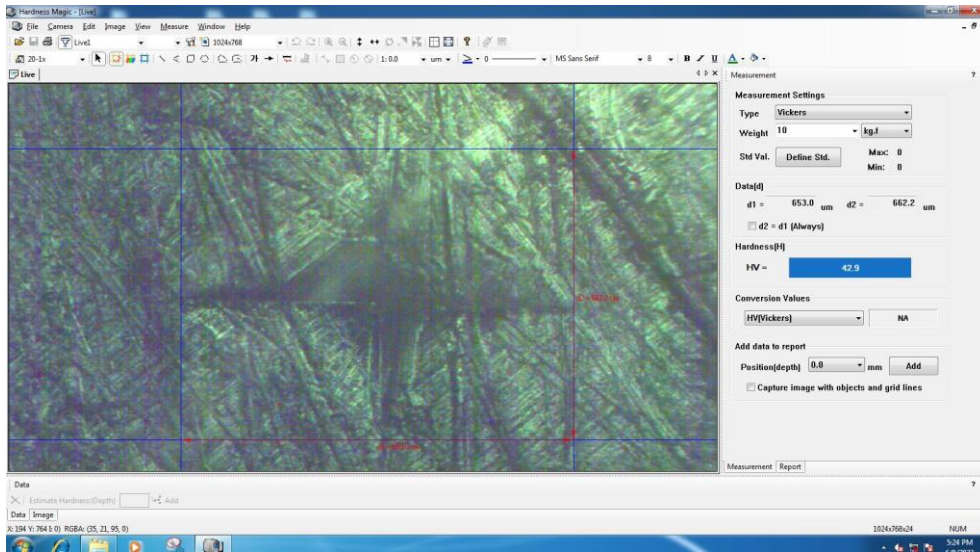 Hardness Magic - [Live]
File Camera Edit Image View Measure Window Help
Live1 1024x768
20-1x 1: 0.0 um 0 MS Sans Serif 8 B I U A
Live
Measurement ?
Measurement Settings
Type Vickers
Weight 10 kg.f
Std Val. Define Std. Max: 0
Min: 0
Data(d)
d1 = 653.0 um d2 = 662.2 um
d2 = d1 (Always)
Hardness(H)
HV = 42.9
Conversion Values
HV(Vickers) NA
Add data to report
Position(depth) 0.0 mm Add
Capture image with objects and grid lines
Measurement Report
Data ?
Estimate Hardness:(Depth) Add
Data Image
X: 194 Y: 764 I: 0) RGBA: (35, 21, 95, 0) 1024x768x24 NUM
5:24 PM